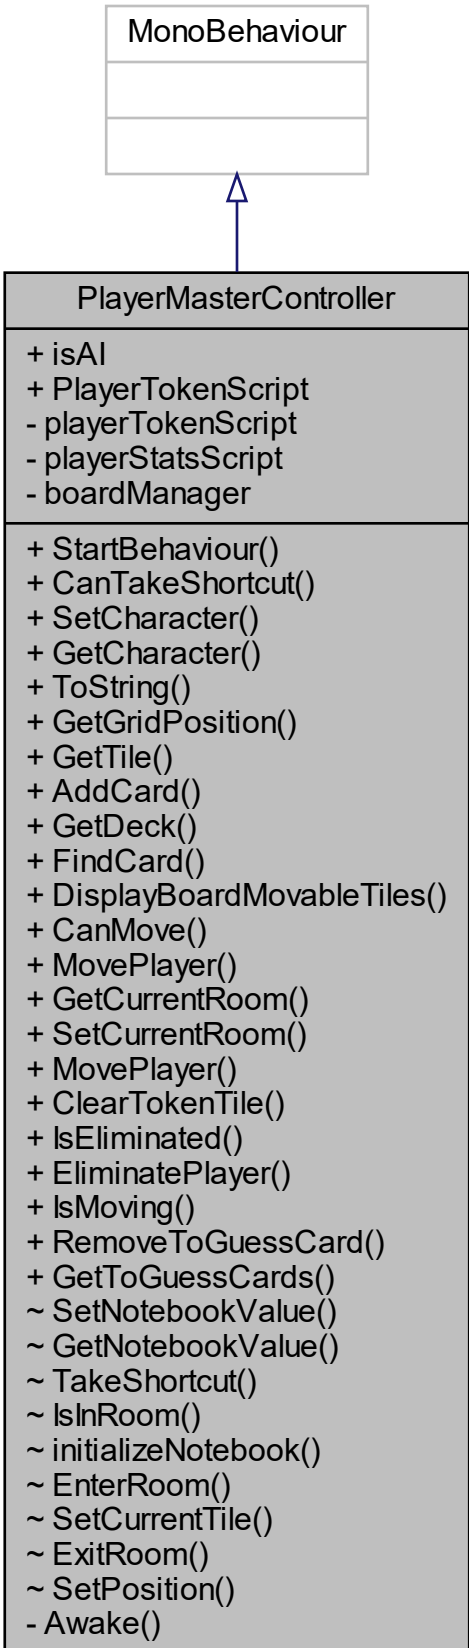 MonoBehaviour
PlayerMasterController
+ isAI
+ PlayerTokenScript
- playerTokenScript
- playerStatsScript
- boardManager
+ StartBehaviour()
+ CanTakeShortcut()
+ SetCharacter()
+ GetCharacter()
+ ToString()
+ GetGridPosition()
+ GetTile()
+ AddCard()
+ GetDeck()
+ FindCard()
+ DisplayBoardMovableTiles()
+ CanMove()
+ MovePlayer()
+ GetCurrentRoom()
+ SetCurrentRoom()
+ MovePlayer()
+ ClearTokenTile()
+ IsEliminated()
+ EliminatePlayer()
+ IsMoving()
+ RemoveToGuessCard()
+ GetToGuessCards()
~ SetNotebookValue()
~ GetNotebookValue()
~ TakeShortcut()
~ IsInRoom()
~ initializeNotebook()
~ EnterRoom()
~ SetCurrentTile()
~ ExitRoom()
~ SetPosition()
- Awake()